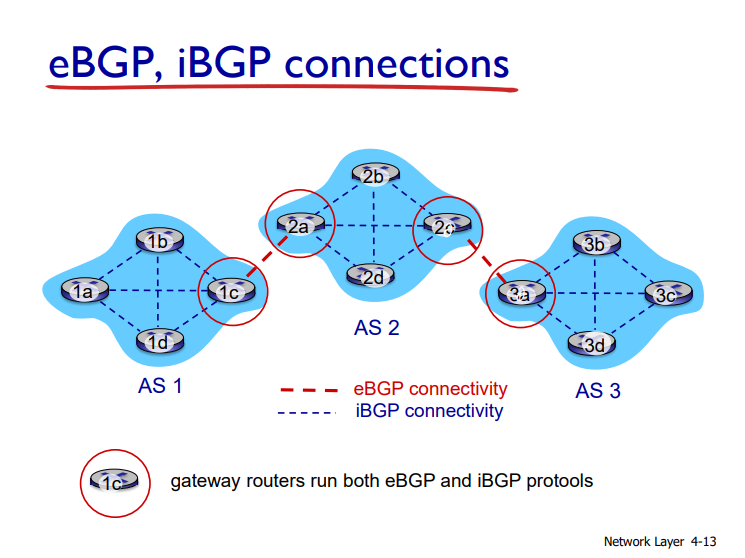 eBGP, iBGP connections
2b
2a
2c
1b
2d
3b
1a
1c
3a
3c
1d
3d
AS 2
AS 1
AS 3
eBGP connectivity
iBGP connectivity
1c
gateway routers run both eBGP and iBGP protools
Network Layer 4-13